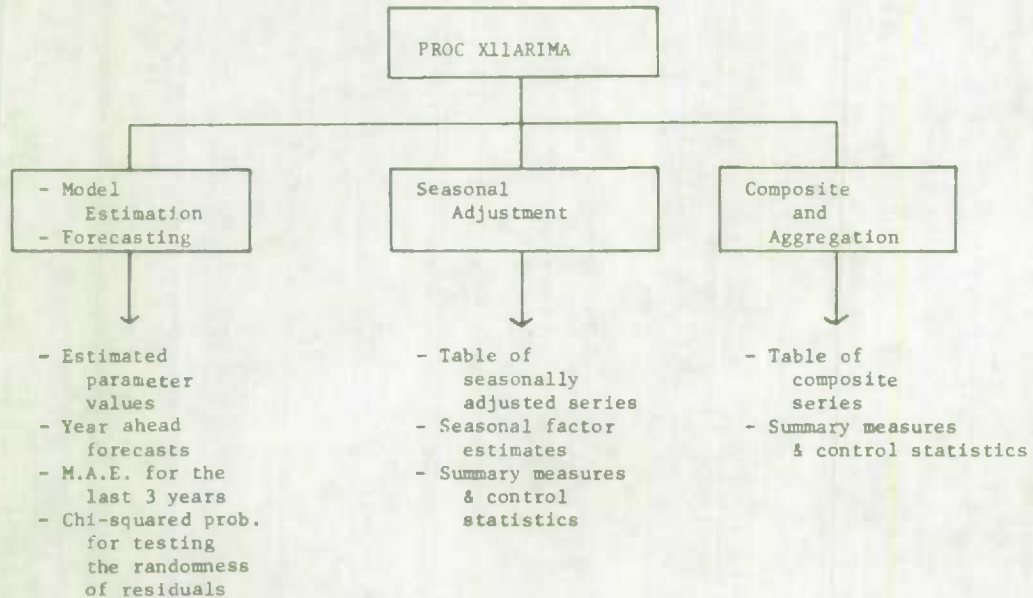 PROC X11ARIMA
- Model
Estimation
- Forecasting
Seasonal
Adjustment
Composite
and
Aggregation
- Estimated
parameter
values
- Year ahead
forecasts
- M.A.E. for the
last 3 years
- Chi-squared prob.
for testing
the randomness
of residuals
- Table of
seasonally
adjusted series
- Seasonal factor
estimates
- Summary measures
& control
statistics
- Table of
composite
series
- Summary measures
& control statistics